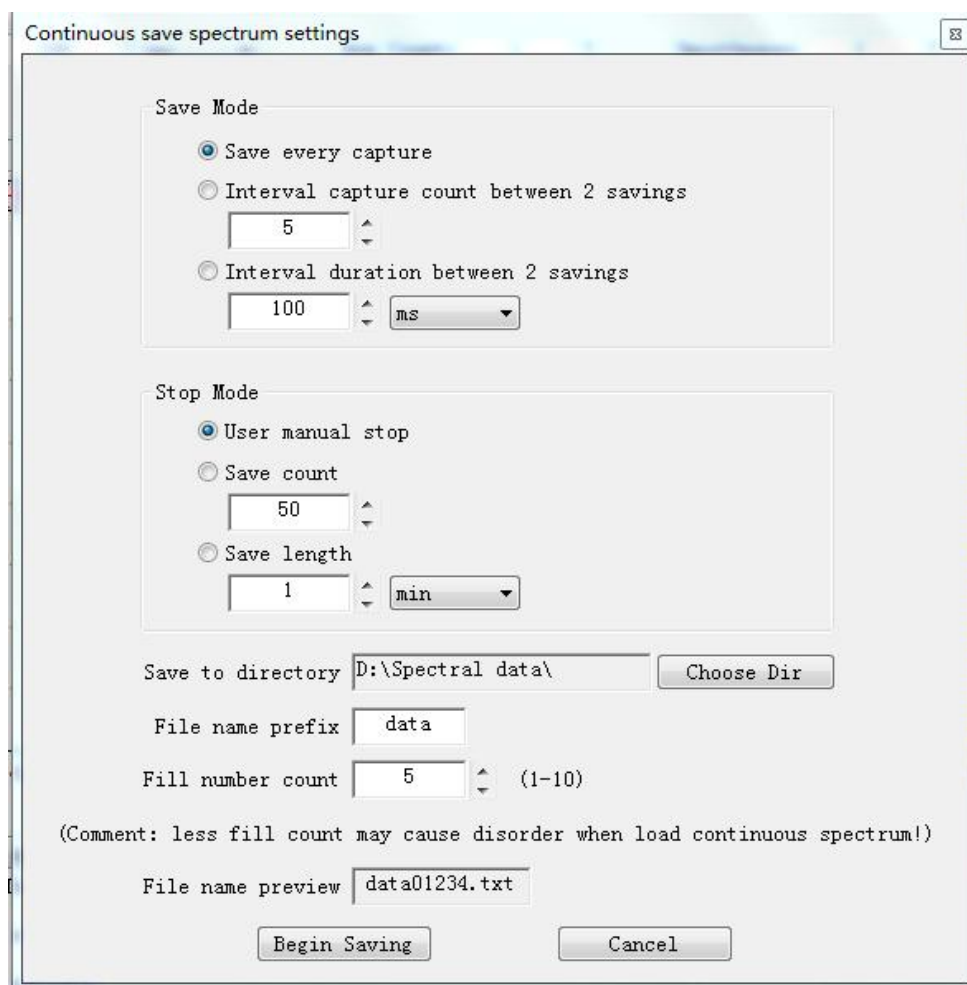 Continuous save spectrum settings
Save Mode
Save every capture
Interval capture count between 2 savings
5
Interval duration between 2 savings
100 ms
Stop Mode
User manual stop
Save count
50
Save length
1 min
Save to directory D:\Spectral data\ Choose Dir
File name prefix data
Fill number count 5 (1-10)
(Comment: less fill count may cause disorder when load continuous spectrum!)
File name preview data01234.txt
Begin Saving Cancel